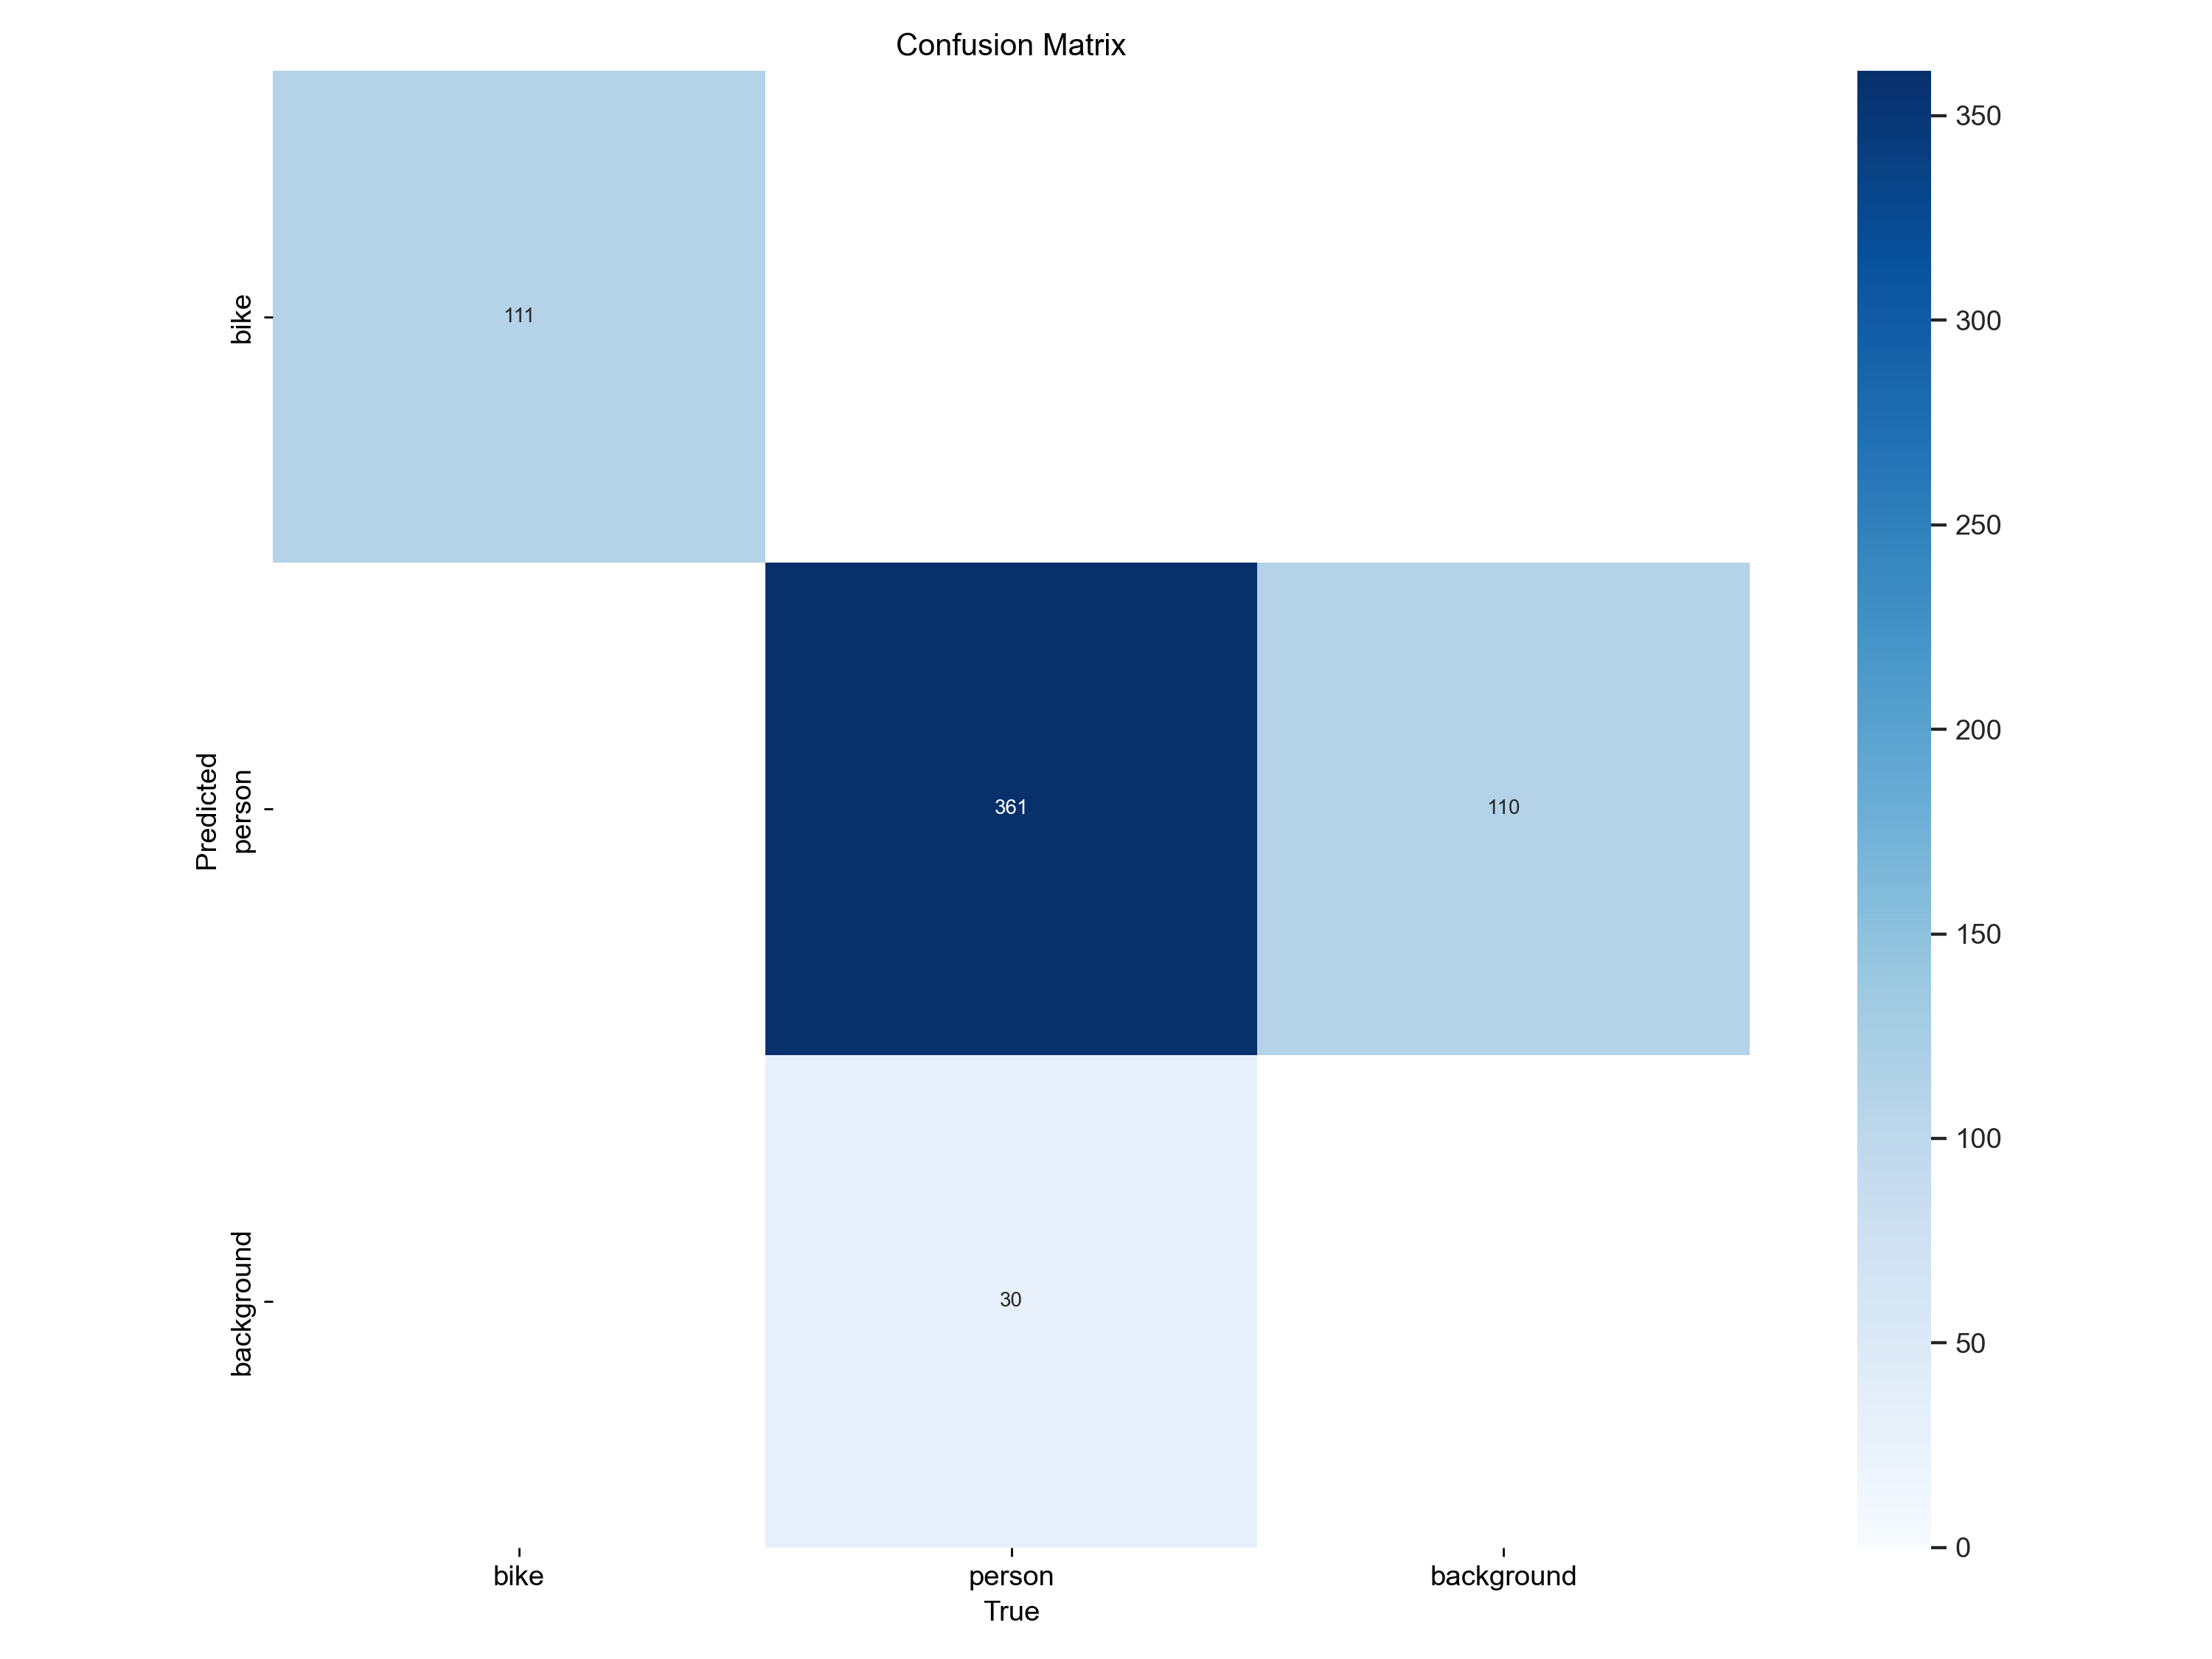 Confusion Matrix
bike
111
Predicted
person
361
110
background
30
bike
person
background
True
350
300
250
200
150
100
50
0